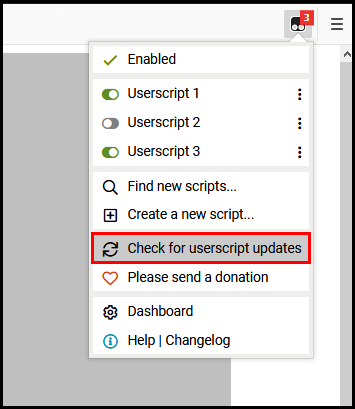 3
Enabled
Userscript 1
Userscript 2
Userscript 3
Find new scripts...
Create a new script...
Check for userscript updates
Please send a donation
Dashboard
Help | Changelog